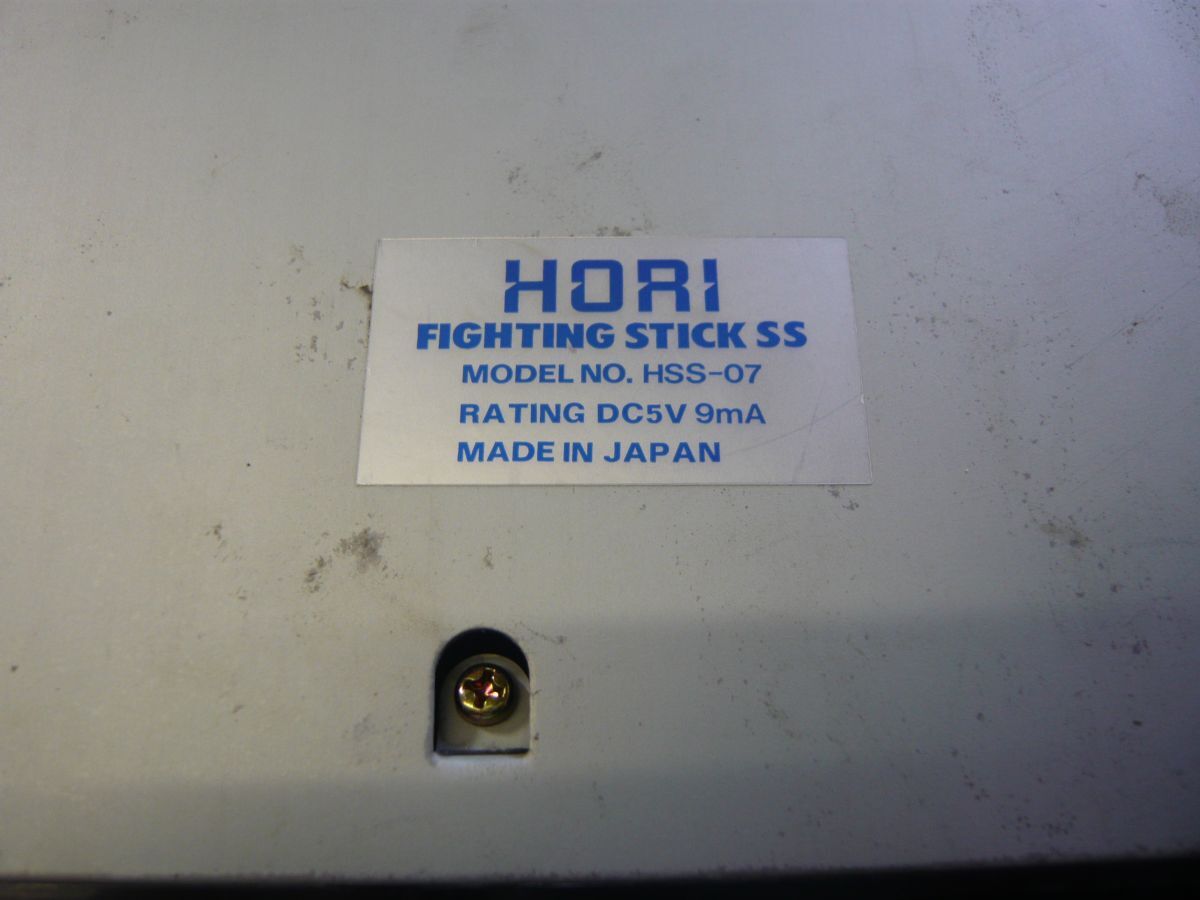 HORI
FIGHTING STICK SS
MODEL NO. HSS-07
RATING DC5V 9mA
MADE IN JAPAN